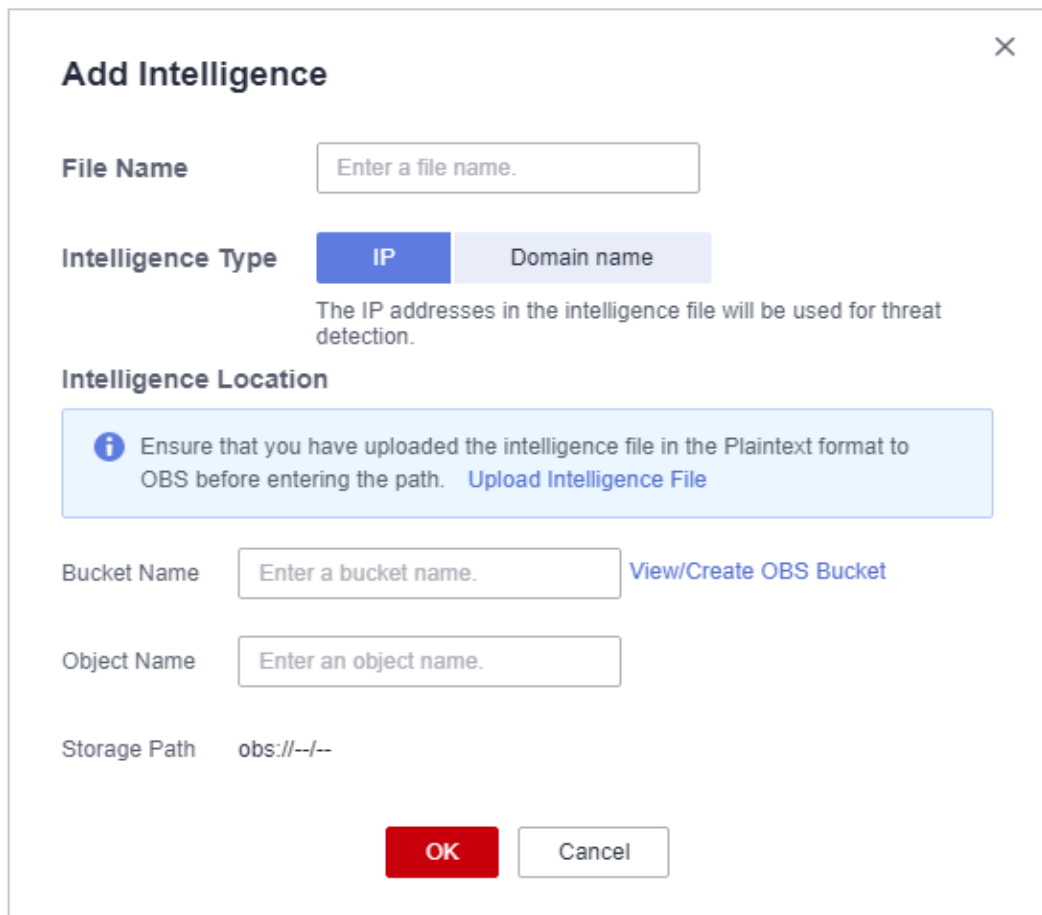 Add Intelligence
File Name
Enter a file name.
Intelligence Type
IP
Domain name
The IP addresses in the intelligence file will be used for threat
detection.
Intelligence Location
Ensure that you have uploaded the intelligence file in the Plaintext format to
OBS before entering the path. Upload Intelligence File
Bucket Name
Enter a bucket name.
View/Create OBS Bucket
Object Name
Enter an object name.
Storage Path
obs://--/--
OK
Cancel